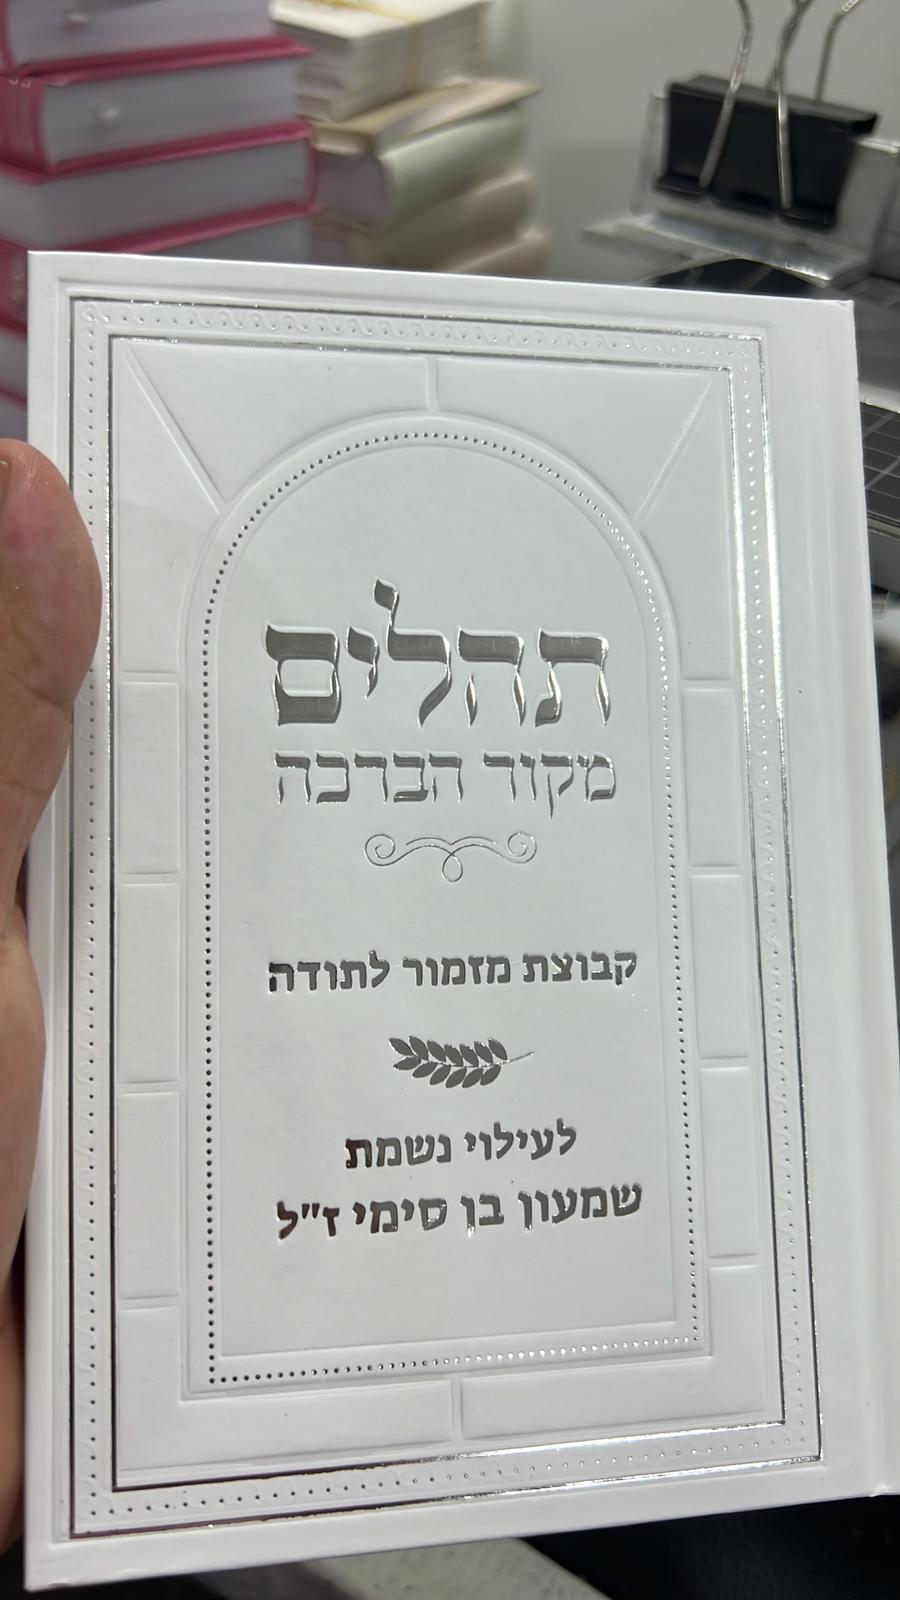 תהלים
מקור הברכה
קבוצת מזמור לתודה
לעילוי נשמת
שמעון בן סימי ז"ל